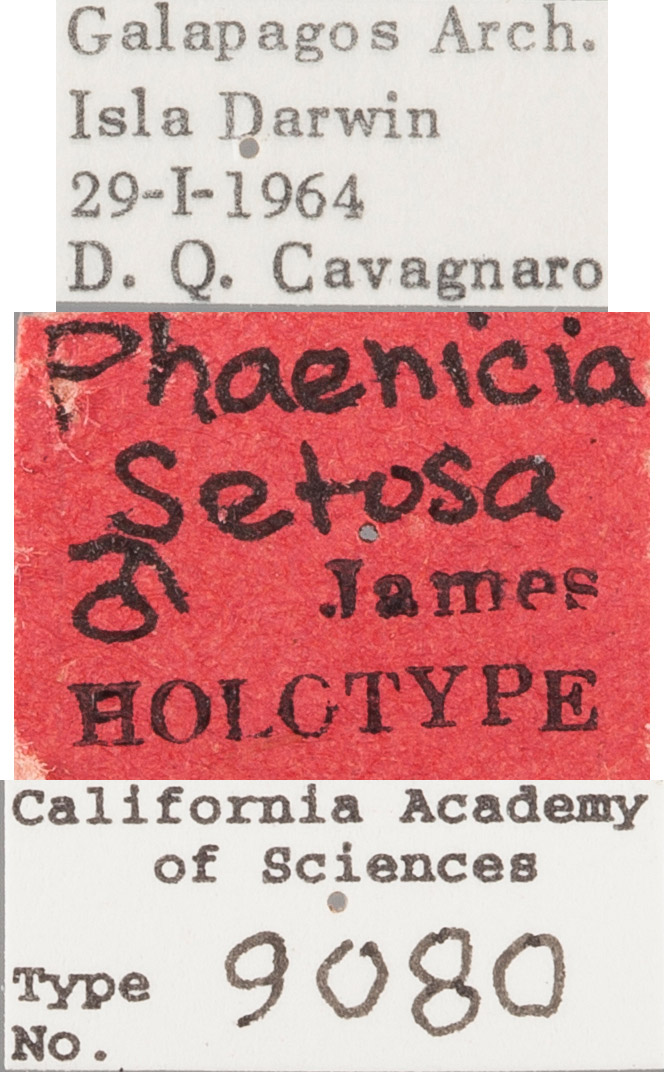 Galapagos Arch.
Isla Darwin
29-I-1964
D. Q. Cavagnaro
Phaenicia
Setosa
♂ James
HOLOTYPE
California Academy
of Sciences
Type No. 9080